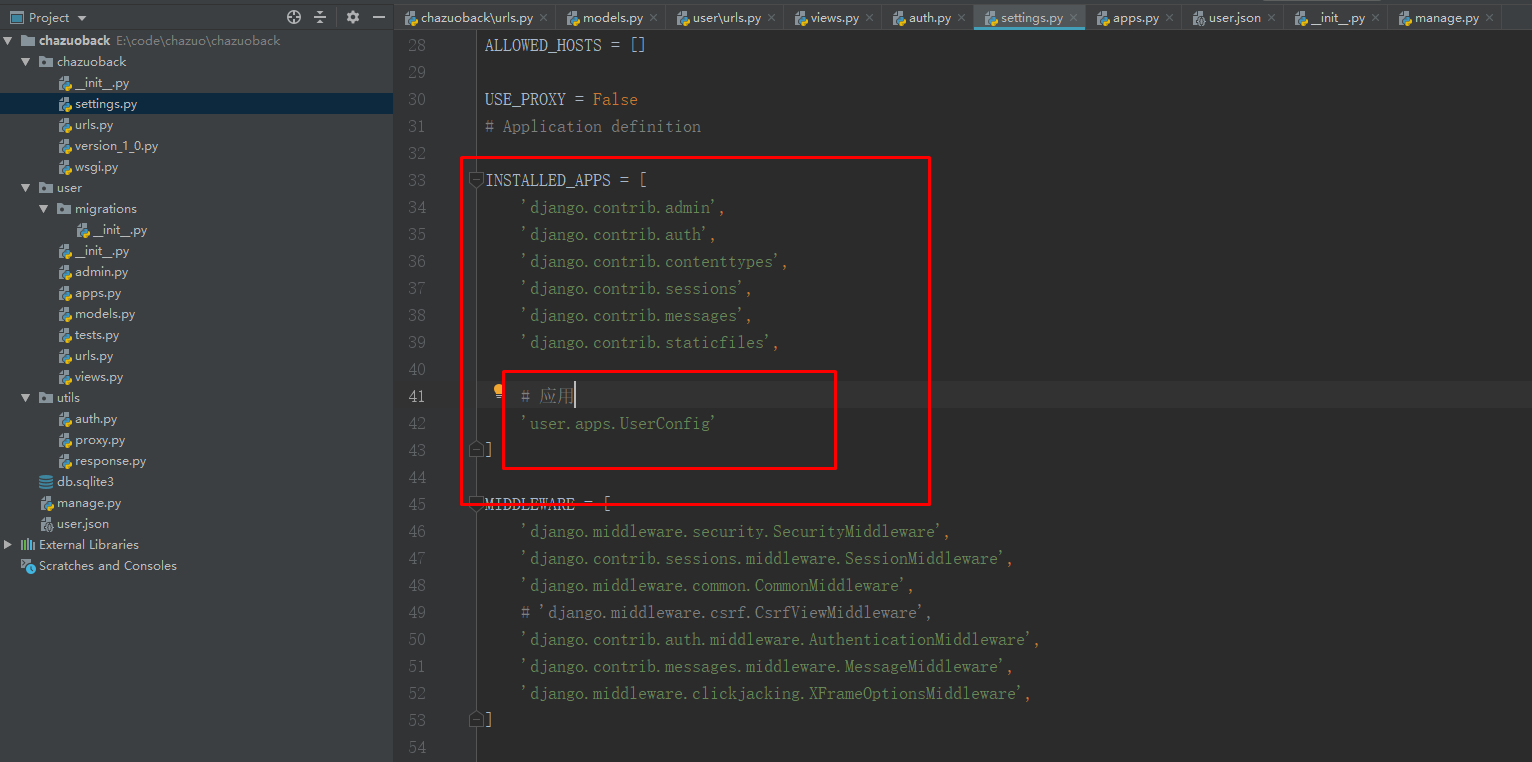 Project
chazuoback E:\code\chazuo\chazuoback
chazuoback
__init__.py
settings.py
urls.py
version_1_0.py
wsgi.py
user
migrations
__init__.py
__init__.py
admin.py
apps.py
models.py
tests.py
urls.py
views.py
utils
auth.py
proxy.py
response.py
db.sqlite3
manage.py
user.json
External Libraries
Scratches and Consoles
chazuoback\urls.py
models.py
user\urls.py
views.py
auth.py
settings.py
apps.py
user.json
__init__.py
manage.py
28 ALLOWED_HOSTS = []
29
30 USE_PROXY = False
31 # Application definition
32
33 INSTALLED_APPS = [
34 'django.contrib.admin',
35 'django.contrib.auth',
36 'django.contrib.contenttypes',
37 'django.contrib.sessions',
38 'django.contrib.messages',
39 'django.contrib.staticfiles',
40
41 # 应用
42 'user.apps.UserConfig'
43 ]
44
45 MIDDLEWARE = [
46 'django.middleware.security.SecurityMiddleware',
47 'django.contrib.sessions.middleware.SessionMiddleware',
48 'django.middleware.common.CommonMiddleware',
49 # 'django.middleware.csrf.CsrfViewMiddleware',
50 'django.contrib.auth.middleware.AuthenticationMiddleware',
51 'django.contrib.messages.middleware.MessageMiddleware',
52 'django.middleware.clickjacking.XFrameOptionsMiddleware',
53 ]
54